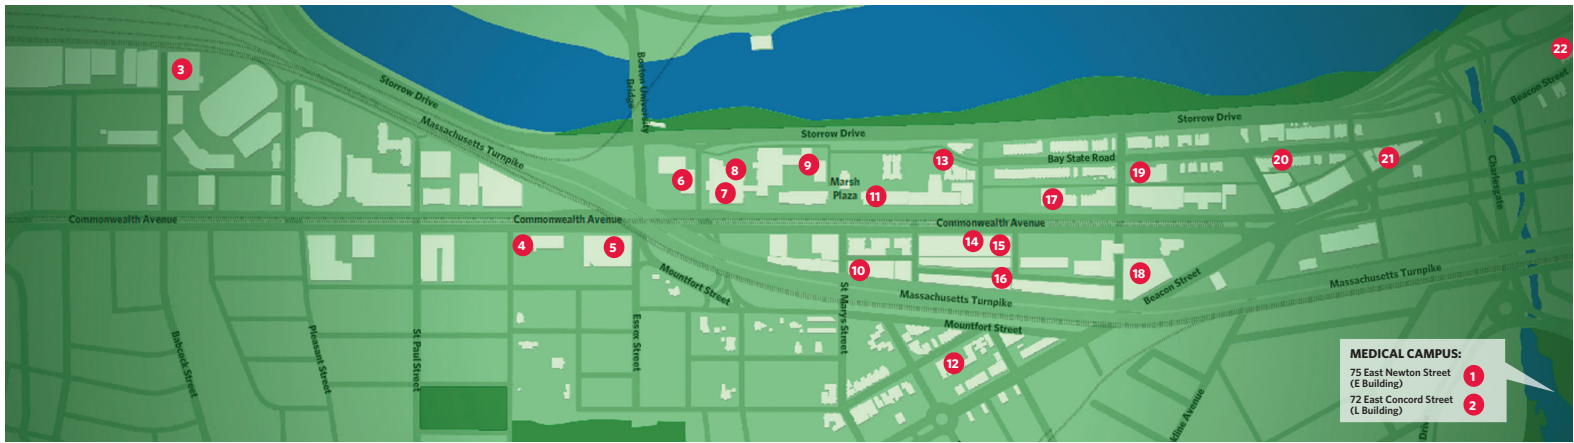 3
22
Storrow Drive
Boston University
Bridge
Beacon Street
Massachusetts Turnpike
Storrow Drive
Storrow Drive
6
8
7
9
Marsh
Plaza
11
13
Bay State Road
17
19
20
21
Charlesgate
Commonwealth Avenue
Commonwealth Avenue
Commonwealth Avenue
4
5
14
15
10
16
18
Mountfort Street
Massachusetts Turnpike
Beacon Street
Massachusetts Turnpike
Babcock Street
Pleasant Street
St Paul Street
Essex Street
St Marys Street
Mountfort Street
12
MEDICAL CAMPUS:
75 East Newton Street
(E Building)
1
72 East Concord Street
(L Building)
2
kline Avenue
Drive